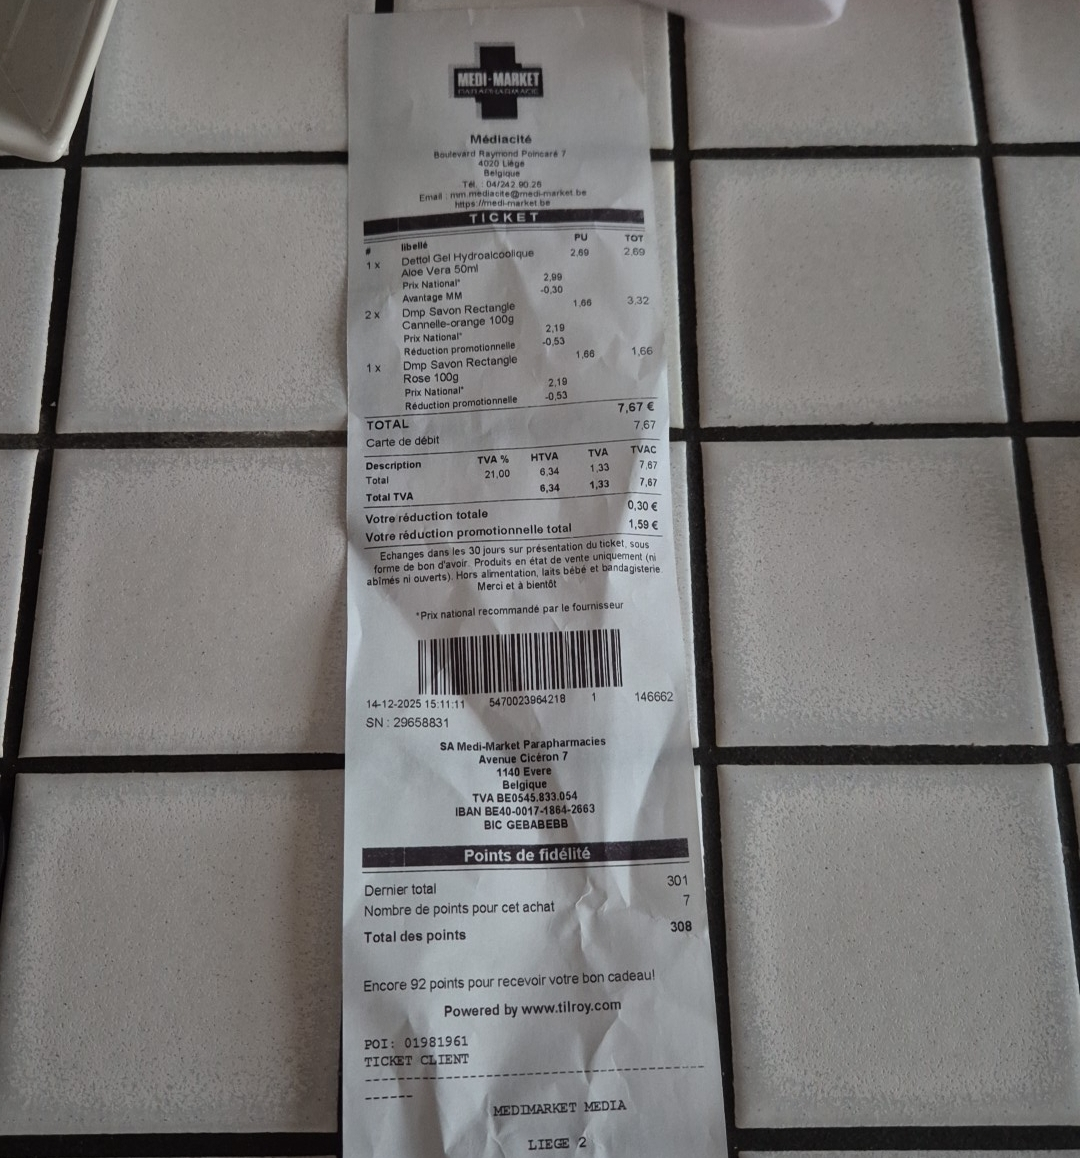 MEDI-MARKET
PARAPHARMACIE
Médiacité
Boulevard Raymond Poincaré 7
4020 Liège
Belgique
Tél. : 04/242 90 26
Email : mm.mediacite@medi-market.be
https://medi-market.be
TICKET
# libellé PU TOT
1 x Dettol Gel Hydroalcoolique 2,69 2,69
Aloe Vera 50ml
Prix National* 2,99
Avantage MM -0,30
2 x Dmp Savon Rectangle 1,66 3,32
Cannelle-orange 100g
Prix National* 2,19
Réduction promotionnelle -0,53
1 x Dmp Savon Rectangle 1,66 1,66
Rose 100g
Prix National* 2,19
Réduction promotionnelle -0,53
TOTAL 7,67 €
Carte de débit 7,67
Description TVA % HTVA TVA TVAC
Total 21,00 6,34 1,33 7,67
Total TVA 6,34 1,33 7,67
Votre réduction totale 0,30 €
Votre réduction promotionnelle total 1,59 €
Echanges dans les 30 jours sur présentation du ticket, sous
forme de bon d'avoir. Produits en état de vente uniquement (ni
abîmés ni ouverts). Hors alimentation, laits bébé et bandagisterie
Merci et à bientôt
*Prix national recommandé par le fournisseur
14-12-2025 15:11:11 5470023964218 1 146662
SN : 29658831
SA Medi-Market Parapharmacies
Avenue Cicéron 7
1140 Evere
Belgique
TVA BE0545.833.054
IBAN BE40-0017-1864-2663
BIC GEBABEBB
Points de fidélité
Dernier total 301
Nombre de points pour cet achat 7
Total des points 308
Encore 92 points pour recevoir votre bon cadeau!
Powered by www.tilroy.com
POI: 01981961
TICKET CLIENT
MEDIMARKET MEDIA
LIEGE 2